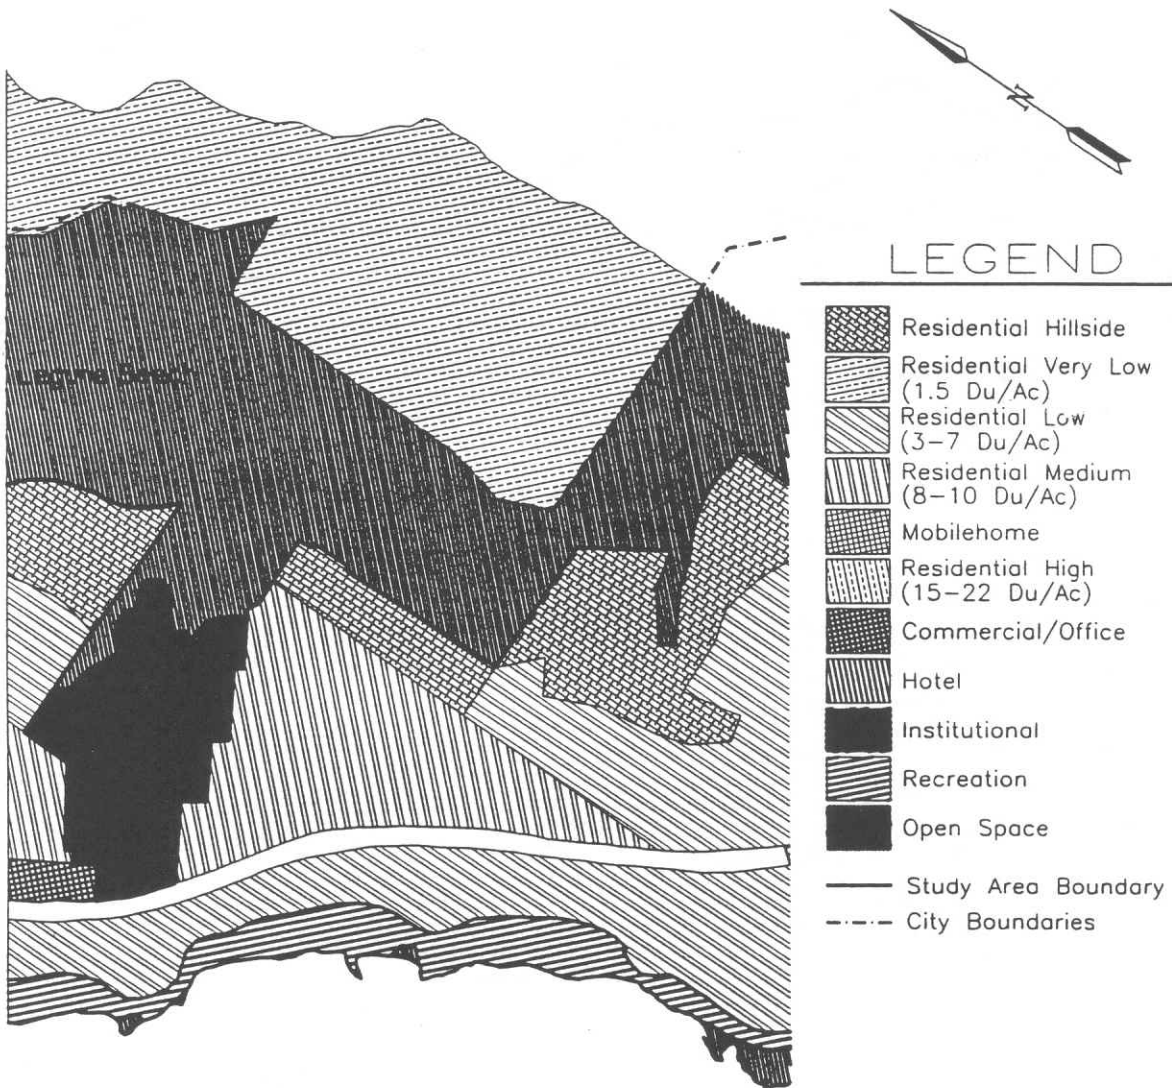 N
LEGEND
Residential Hillside
Residential Very Low
(1.5 Du/Ac)
Residential Low
(3-7 Du/Ac)
Residential Medium
(8-10 Du/Ac)
Mobilehome
Residential High
(15-22 Du/Ac)
Commercial/Office
Hotel
Institutional
Recreation
Open Space
Study Area Boundary
City Boundaries